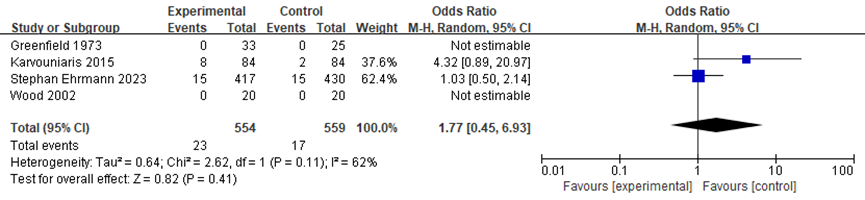 Experimental Control Odds Ratio Odds Ratio
Study or Subgroup Events Total Events Total Weight M-H, Random, 95% CI M-H, Random, 95% CI
Greenfield 1973 0 33 0 25 Not estimable
Karvouniaris 2015 8 84 2 84 37.6% 4.32 [0.89, 20.97]
Stephan Ehrmann 2023 15 417 15 430 62.4% 1.03 [0.50, 2.14]
Wood 2002 0 20 0 20 Not estimable
Total (95% CI) 554 559 100.0% 1.77 [0.45, 6.93]
Total events 23 17
Heterogeneity: Tau² = 0.64; Chi² = 2.62, df = 1 (P = 0.11); I² = 62%
Test for overall effect: Z = 0.82 (P = 0.41)
0.01 0.1 1 10 100
Favours [experimental] Favours [control]